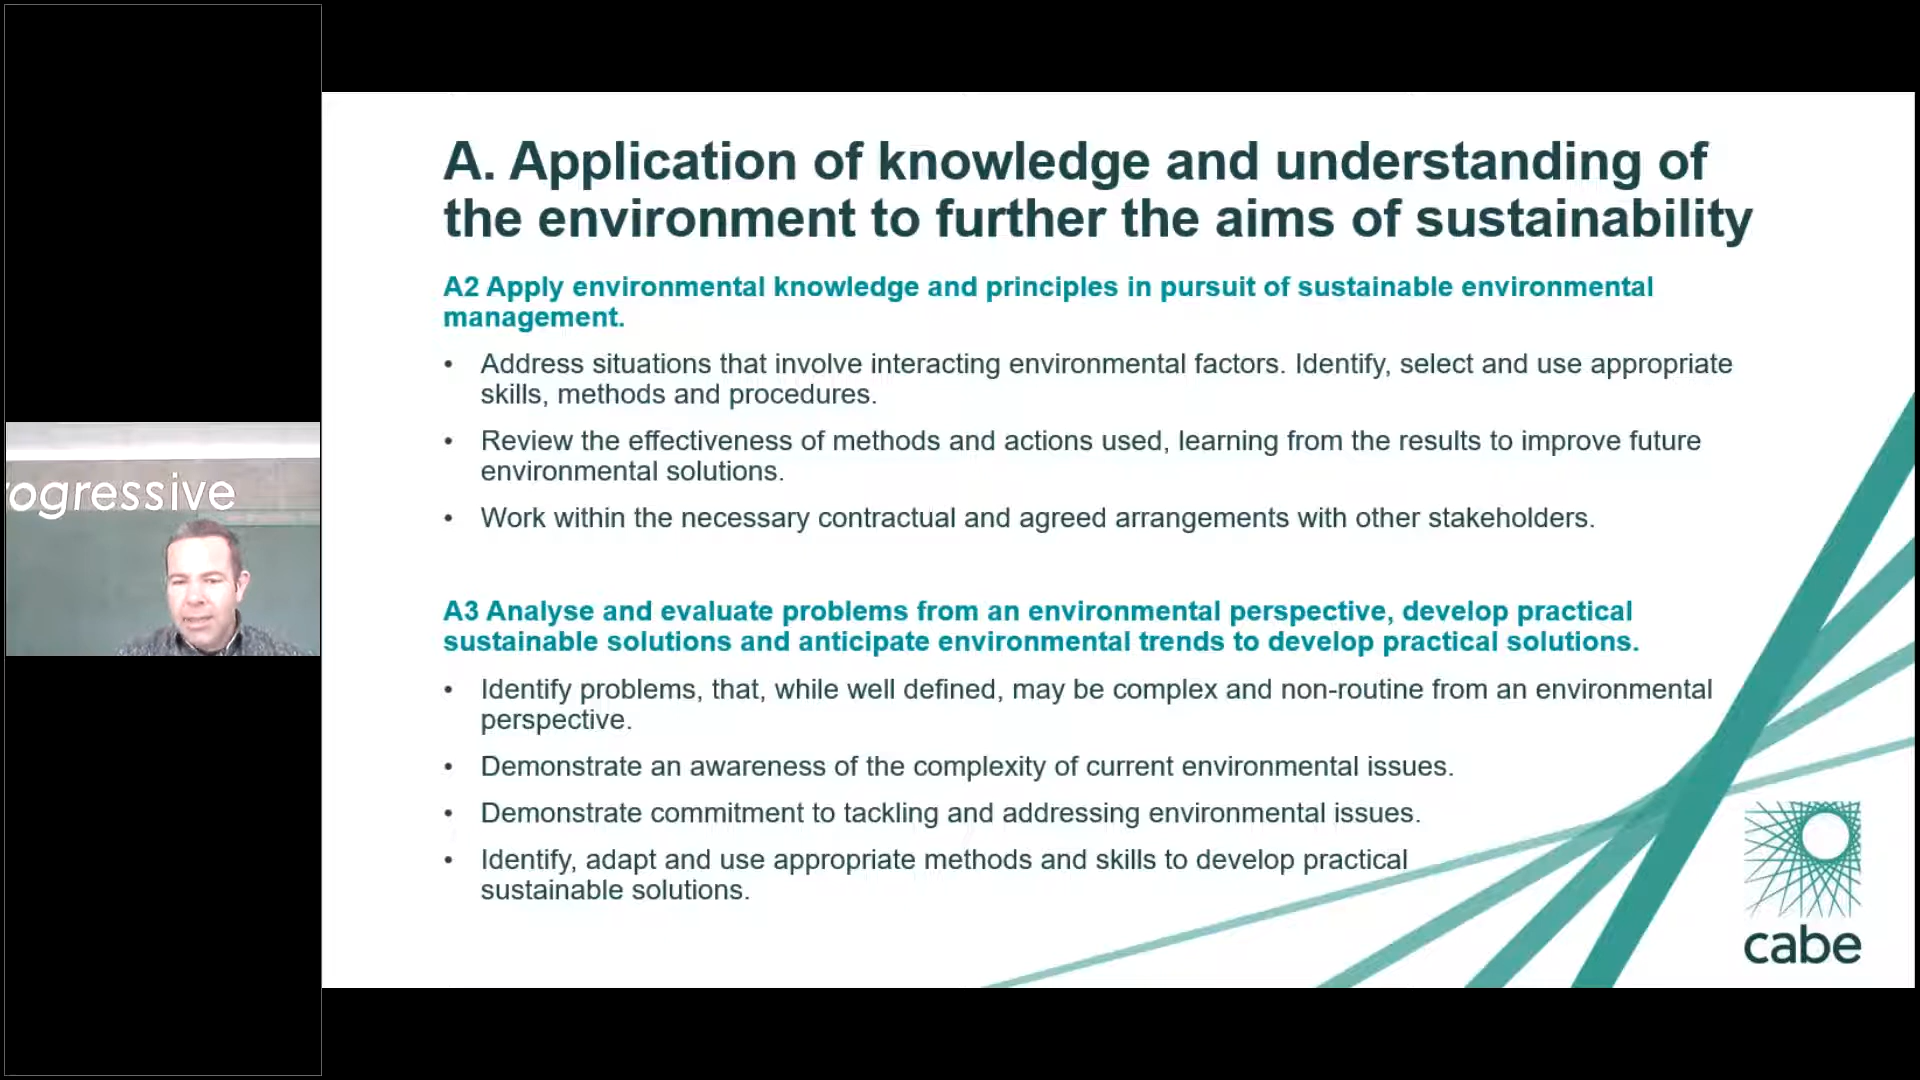 A. Application of knowledge and understanding of
the environment to further the aims of sustainability
A2 Apply environmental knowledge and principles in pursuit of sustainable environmental
management.
• Address situations that involve interacting environmental factors. Identify, select and use appropriate
skills, methods and procedures.
• Review the effectiveness of methods and actions used, learning from the results to improve future
environmental solutions.
• Work within the necessary contractual and agreed arrangements with other stakeholders.
A3 Analyse and evaluate problems from an environmental perspective, develop practical
sustainable solutions and anticipate environmental trends to develop practical solutions.
• Identify problems, that, while well defined, may be complex and non-routine from an environmental
perspective.
• Demonstrate an awareness of the complexity of current environmental issues.
• Demonstrate commitment to tackling and addressing environmental issues.
• Identify, adapt and use appropriate methods and skills to develop practical
sustainable solutions.
cabe
rogressive